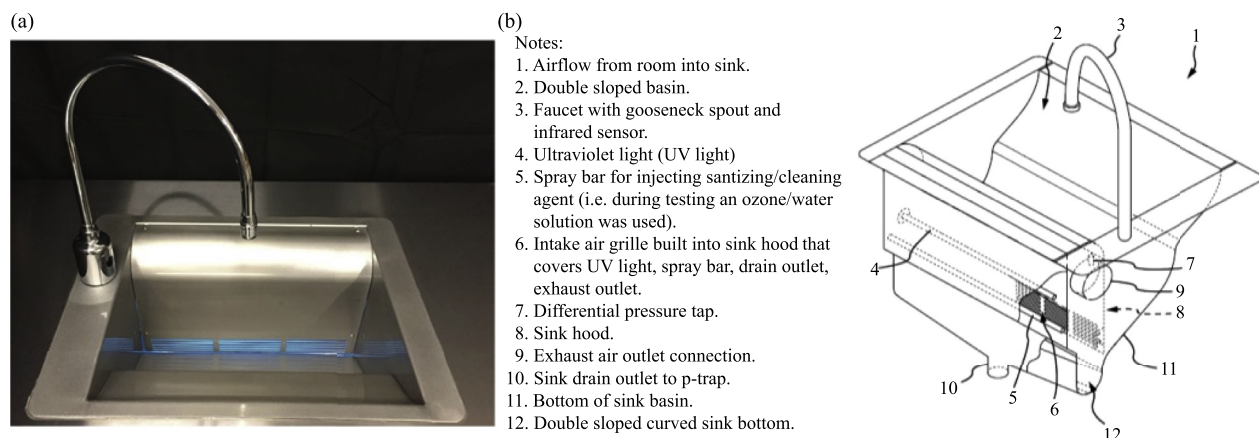 (a)
(b)
Notes:
1. Airflow from room into sink.
2. Double sloped basin.
3. Faucet with gooseneck spout and
infrared sensor.
4. Ultraviolet light (UV light)
5. Spray bar for injecting santizing/cleaning
agent (i.e. during testing an ozone/water
solution was used).
6. Intake air grille built into sink hood that
covers UV light, spray bar, drain outlet,
exhaust outlet.
7. Differential pressure tap.
8. Sink hood.
9. Exhaust air outlet connection.
10. Sink drain outlet to p-trap.
11. Bottom of sink basin.
12. Double sloped curved sink bottom.
2
3
1
4
7
9
8
10
5
6
11
12